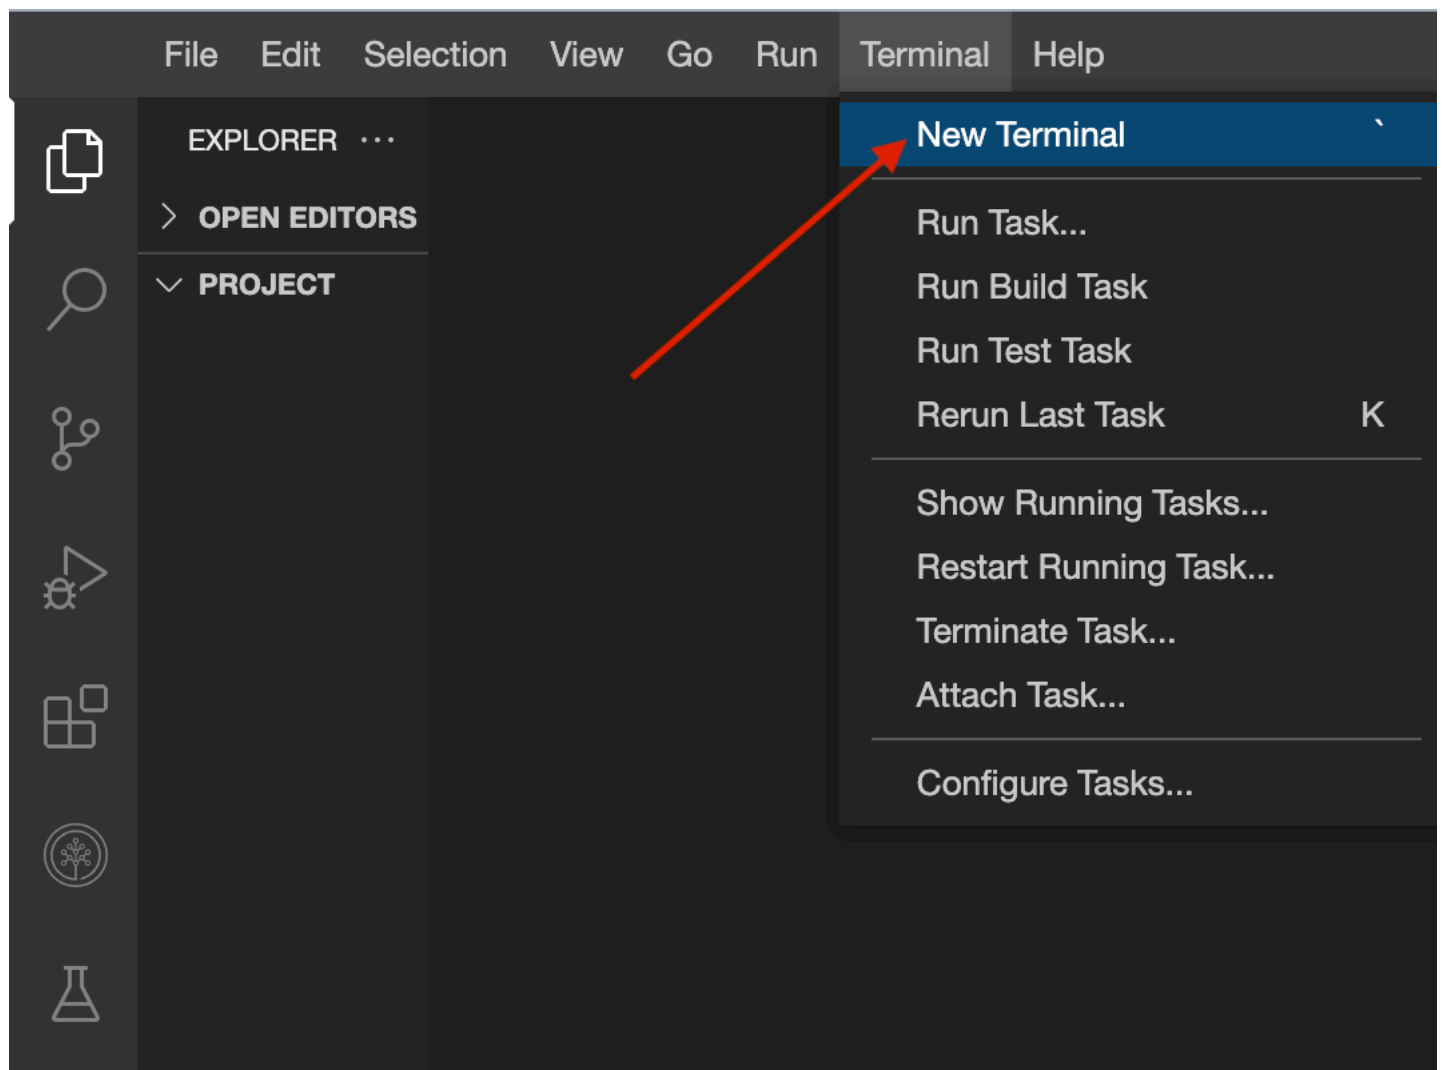 File Edit Selection View Go Run Terminal Help
EXPLORER ...
OPEN EDITORS
PROJECT
New Terminal `
Run Task...
Run Build Task
Run Test Task
Rerun Last Task K
Show Running Tasks...
Restart Running Task...
Terminate Task...
Attach Task...
Configure Tasks...